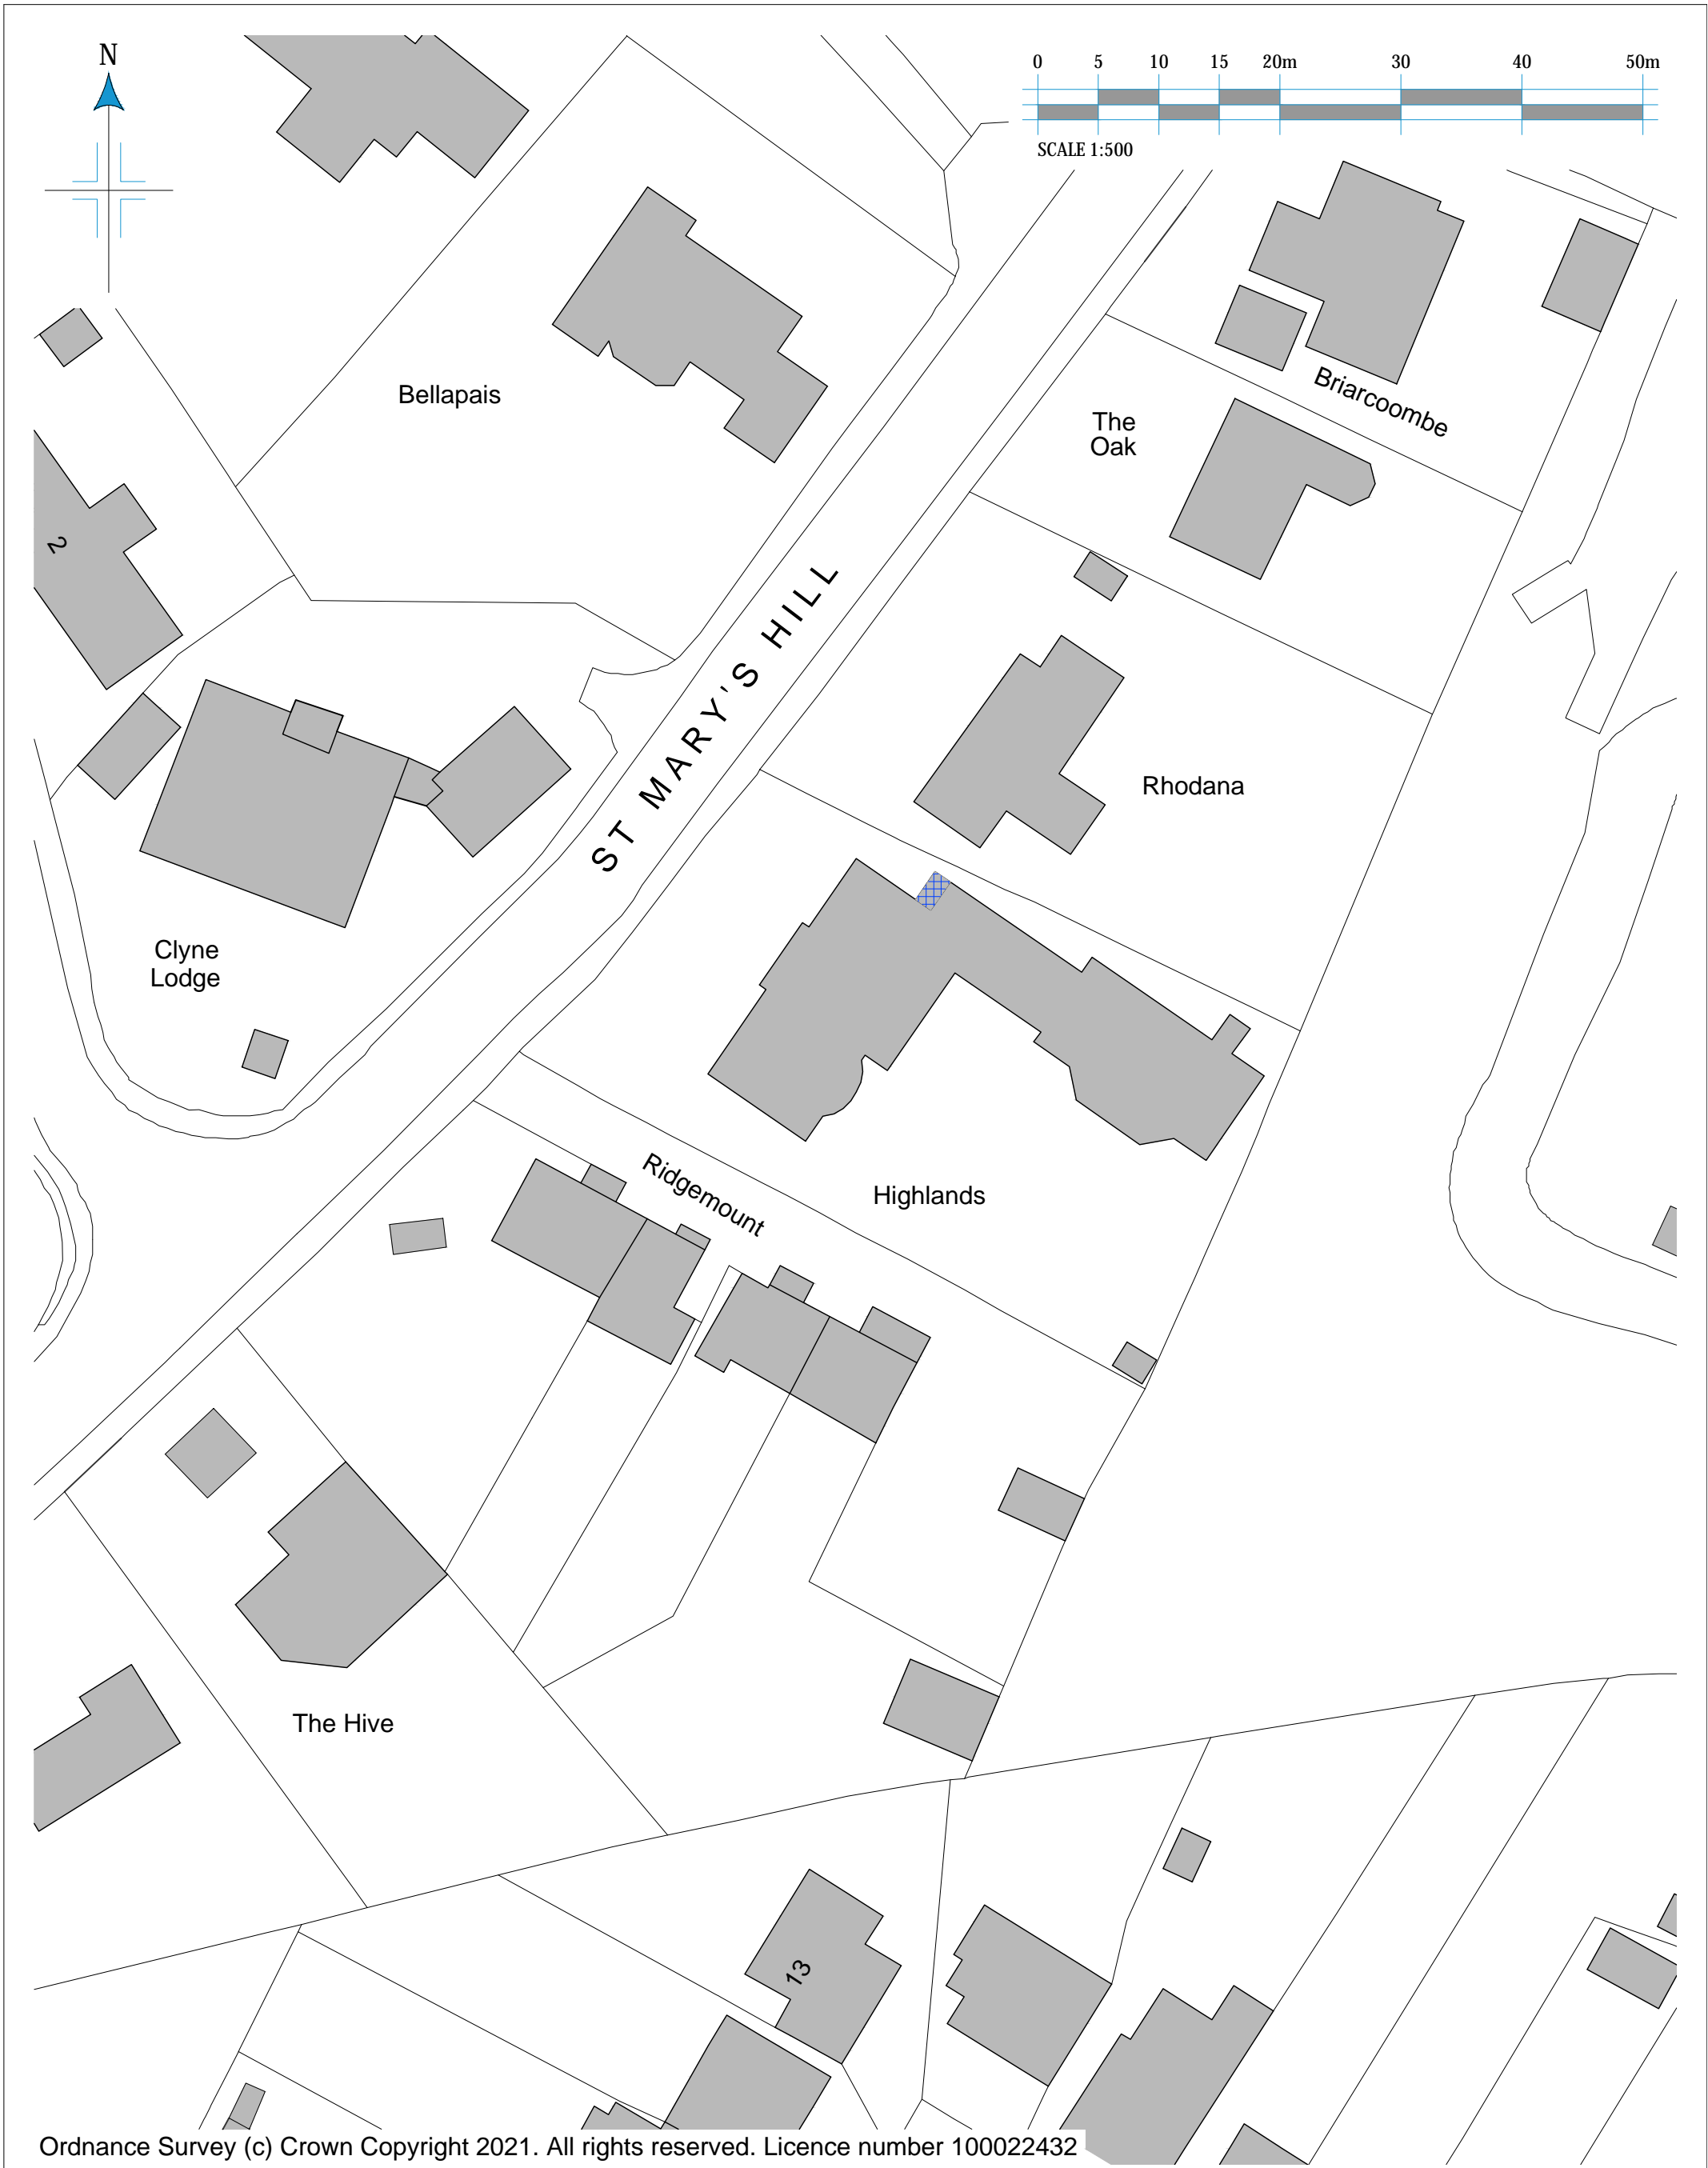 N
0 5 10 15 20m 30 40 50m
SCALE 1:500
Bellapais
Briarcoombe
The
Oak
2
ST MARY'S HILL
Rhodana
Clyne
Lodge
Ridgemount
Highlands
The Hive
13
Ordnance Survey (c) Crown Copyright 2021. All rights reserved. Licence number 100022432